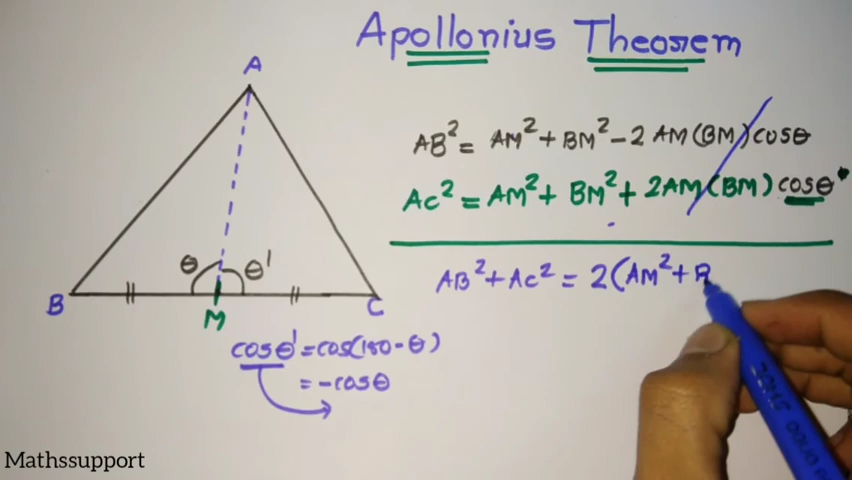 Apollonius Theorem
A
AB² = AM² + BM² - 2 AM(BM) cosθ
AC² = AM² + BM² + 2AM(BM) cosθ
AB² + AC² = 2(AM² + B
θ θ'
B M C
cosθ' = cos(180 - θ)
= -cosθ
Mathssupport